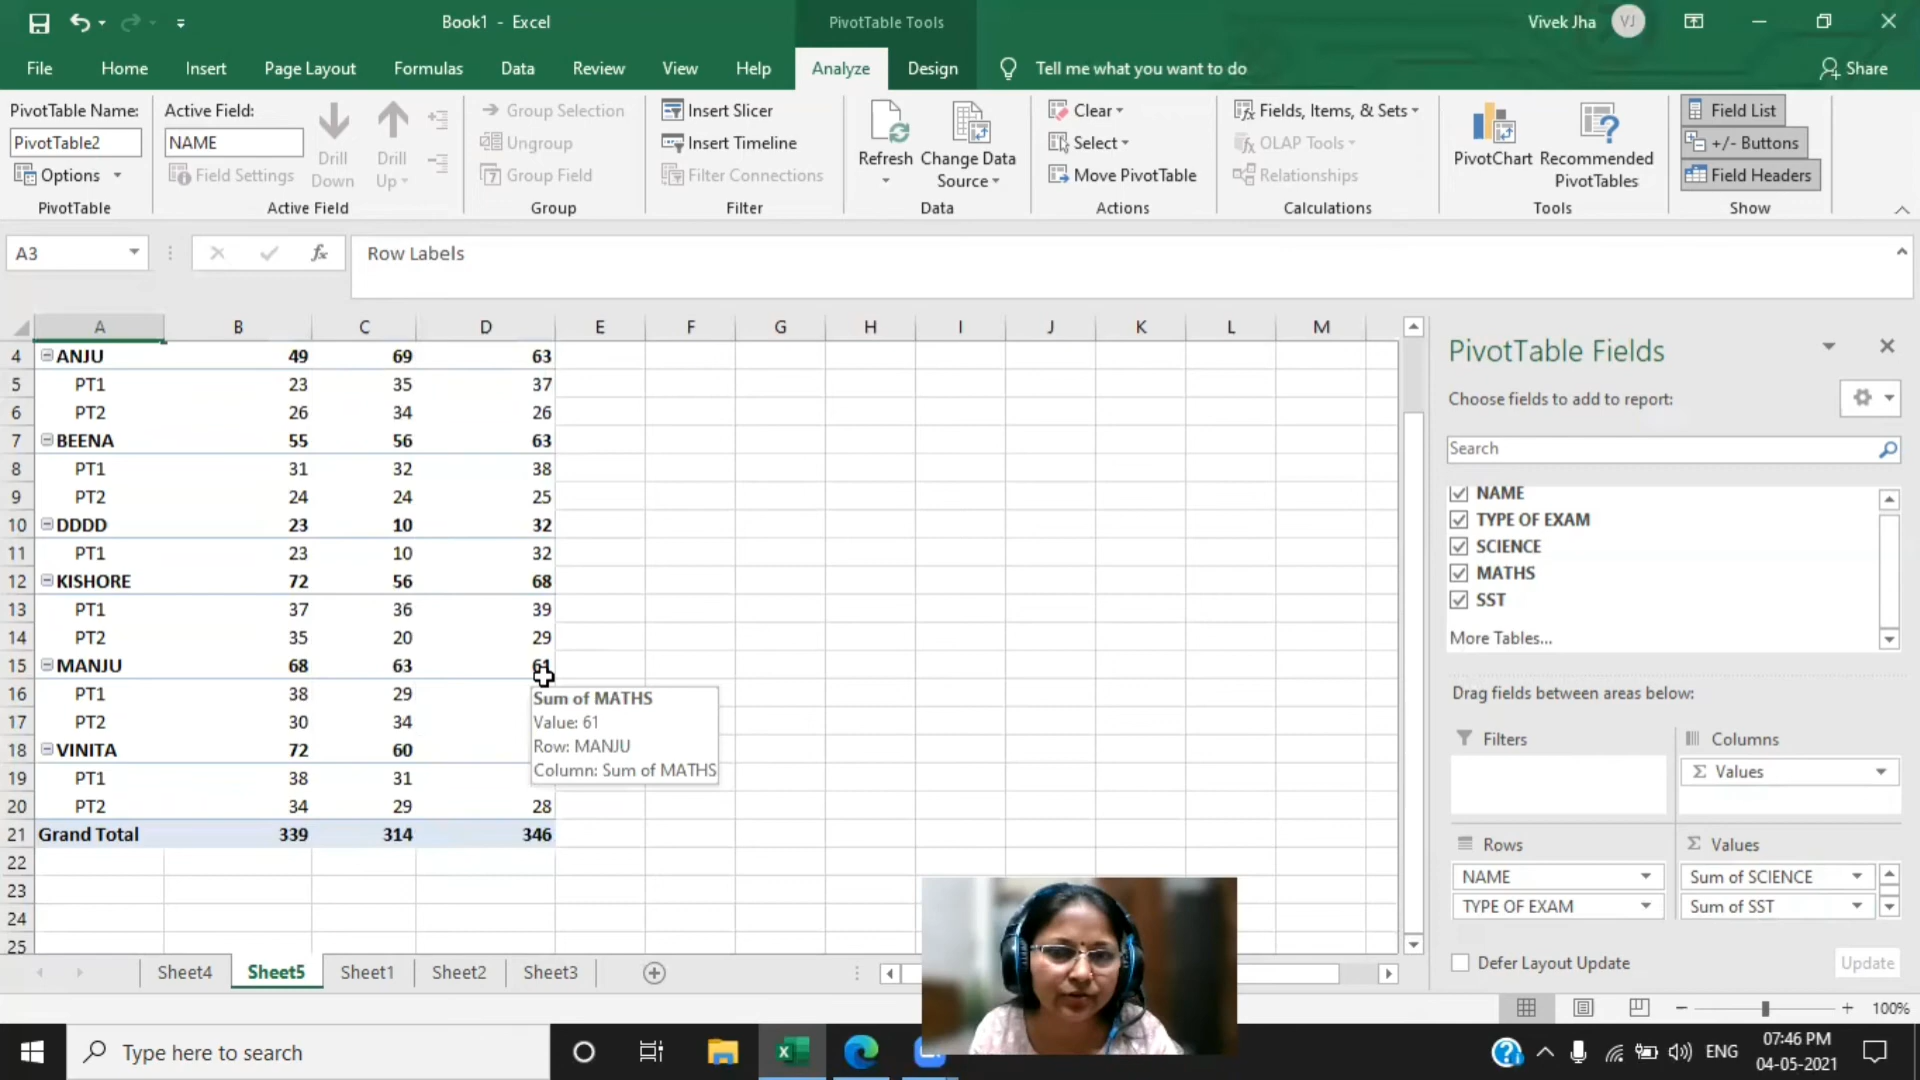 Book1 - Excel
PivotTable Tools
Vivek Jha
VJ
File Home Insert Page Layout Formulas Data Review View Help Analyze Design Tell me what you want to do Share
PivotTable Name:
PivotTable2
Options
PivotTable
Active Field:
NAME
Field Settings
Drill Down
Drill Up
Active Field
Group Selection
Ungroup
Group Field
Group
Insert Slicer
Insert Timeline
Filter Connections
Filter
Refresh
Change Data Source
Data
Clear
Select
Move PivotTable
Actions
Fields, Items, & Sets
OLAP Tools
Relationships
Calculations
PivotChart
Recommended PivotTables
Tools
Field List
+/- Buttons
Field Headers
Show
A3
fx
Row Labels
A B C D E F G H I J K L M
4 ANJU 49 69 63
5 PT1 23 35 37
6 PT2 26 34 26
7 BEENA 55 56 63
8 PT1 31 32 38
9 PT2 24 24 25
10 DDDD 23 10 32
11 PT1 23 10 32
12 KISHORE 72 56 68
13 PT1 37 36 39
14 PT2 35 20 29
15 MANJU 68 63 61
16 PT1 38 29
17 PT2 30 34
18 VINITA 72 60
19 PT1 38 31
20 PT2 34 29 28
21 Grand Total 339 314 346
22
23
24
25
Sum of MATHS
Value: 61
Row: MANJU
Column: Sum of MATHS
PivotTable Fields
Choose fields to add to report:
Search
NAME
TYPE OF EXAM
SCIENCE
MATHS
SST
More Tables...
Drag fields between areas below:
Filters
Columns
Σ Values
Rows
NAME
TYPE OF EXAM
Σ Values
Sum of SCIENCE
Sum of SST
Defer Layout Update
Update
Sheet4 Sheet5 Sheet1 Sheet2 Sheet3
100%
Type here to search
ENG
07:46 PM
04-05-2021